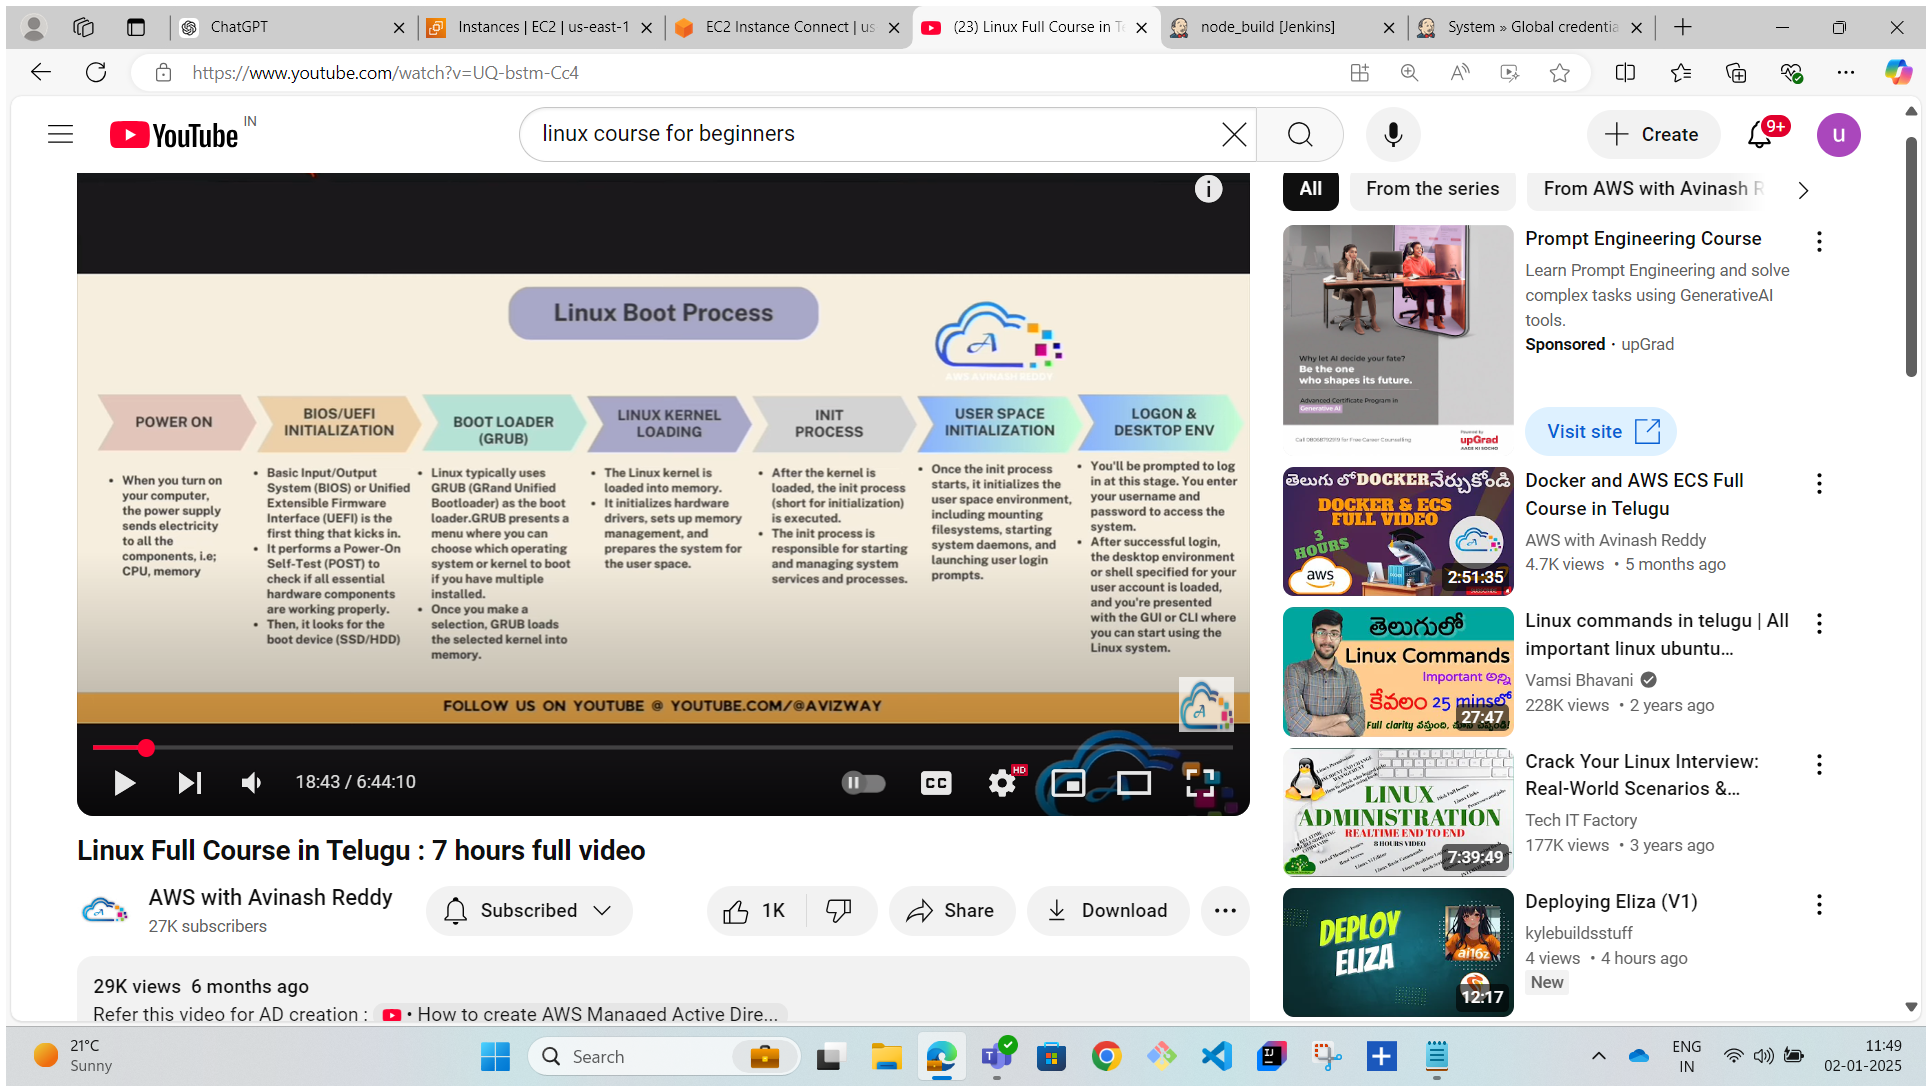 ChatGPT
Instances | EC2 | us-east-1
EC2 Instance Connect | us
(23) Linux Full Course in Te
node_build [Jenkins]
System » Global credentia
https://www.youtube.com/watch?v=UQ-bstm-Cc4
YouTube IN
linux course for beginners
Create
9+
u
All
From the series
From AWS with Avinash R
Linux Boot Process
AWS AVINASH REDDY
POWER ON
When you turn on
your computer,
the power supply
sends electricity
to all the
components, i.e;
CPU, memory
BIOS/UEFI
INITIALIZATION
Basic Input/Output
System (BIOS) or Unified
Extensible Firmware
Interface (UEFI) is the
first thing that kicks in.
It performs a Power-On
Self-Test (POST) to
check if all essential
hardware components
are working properly.
Then, it looks for the
boot device (SSD/HDD)
BOOT LOADER
(GRUB)
Linux typically uses
GRUB (GRand Unified
Bootloader) as the boot
loader.GRUB presents a
menu where you can
choose which operating
system or kernel to boot
if you have multiple
installed.
Once you make a
selection, GRUB loads
the selected kernel into
memory.
LINUX KERNEL
LOADING
The Linux kernel is
loaded into memory.
It initializes hardware
drivers, sets up memory
management, and
prepares the system for
the user space.
INIT
PROCESS
After the kernel is
loaded, the init process
(short for initialization)
is executed.
The init process is
responsible for starting
and managing system
services and processes.
USER SPACE
INITIALIZATION
Once the init process
starts, it initializes the
user space environment,
including mounting
filesystems, starting
system daemons, and
launching user login
prompts.
LOGON &
DESKTOP ENV
You'll be prompted to log
in at this stage. You enter
your username and
password to access the
system.
After successful login,
the desktop environment
or shell specified for your
user account is loaded,
and you're presented
with the GUI or CLI where
you can start using the
Linux system.
FOLLOW US ON YOUTUBE @ YOUTUBE.COM/@AVIZWAY
18:43 / 6:44:10
CC
HD
Linux Full Course in Telugu : 7 hours full video
AWS with Avinash Reddy
27K subscribers
Subscribed
1K
Share
Download
29K views 6 months ago
Refer this video for AD creation : • How to create AWS Managed Active Dire...
Why let AI decide your fate?
Be the one
who shapes its future.
Advanced Certificate Program in
Generative AI
upGrad
Prompt Engineering Course
Learn Prompt Engineering and solve
complex tasks using GenerativeAI
tools.
Sponsored · upGrad
Visit site
తెలుగు లో DOCKER నేర్చుకోండి
DOCKER & ECS
FULL VIDEO
3
HOURS
aws
2:51:35
Docker and AWS ECS Full
Course in Telugu
AWS with Avinash Reddy
4.7K views • 5 months ago
తెలుగులో
Linux Commands
Important అన్ని
కేవలం 25 minsలో
27:47
Linux commands in telugu | All
important linux ubuntu...
Vamsi Bhavani
228K views • 2 years ago
LINUX
ADMINISTRATION
REALTIME END TO END
8 HOURS VIDEO
7:39:49
Crack Your Linux Interview:
Real-World Scenarios &...
Tech IT Factory
177K views • 3 years ago
DEPLOY
ELIZA
ai16z
12:17
Deploying Eliza (V1)
kylebuildsstuff
4 views • 4 hours ago
New
21°C
Sunny
Search
ENG
IN
11:49
02-01-2025